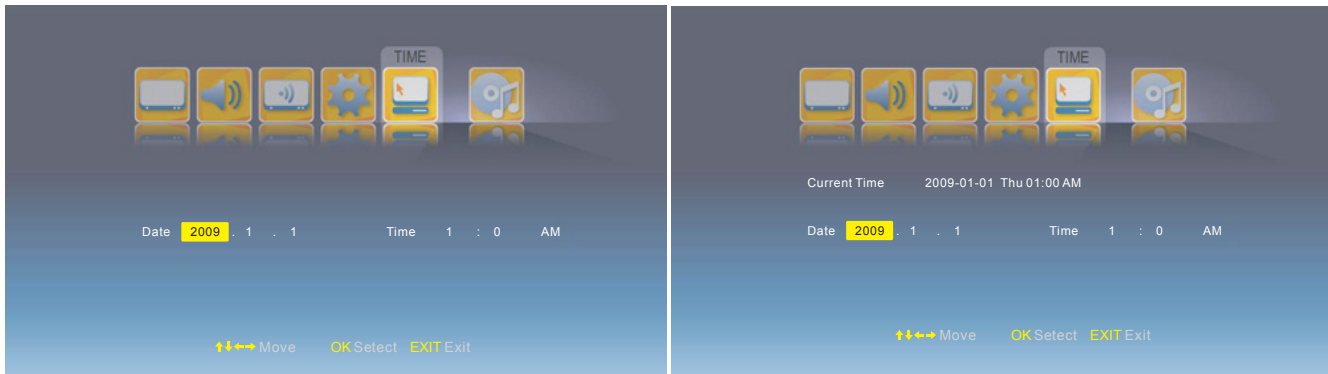 TIME
Date 2009 . 1 . 1 Time 1 : 0 AM
Move OK Setect EXIT Exit
TIME
Current Time 2009-01-01 Thu 01:00 AM
Date 2009 . 1 . 1 Time 1 : 0 AM
Move OK Setect EXIT Exit